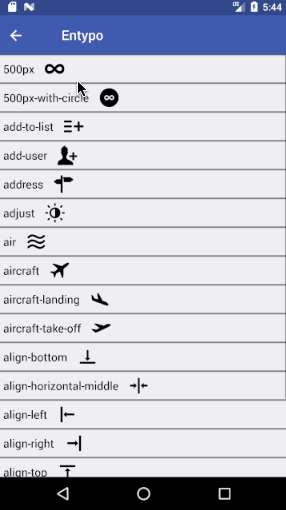 5:44
Entypo
500px
500px-with-circle
add-to-list
add-user
address
adjust
air
aircraft
aircraft-landing
aircraft-take-off
align-bottom
align-horizontal-middle
align-left
align-right
align-top